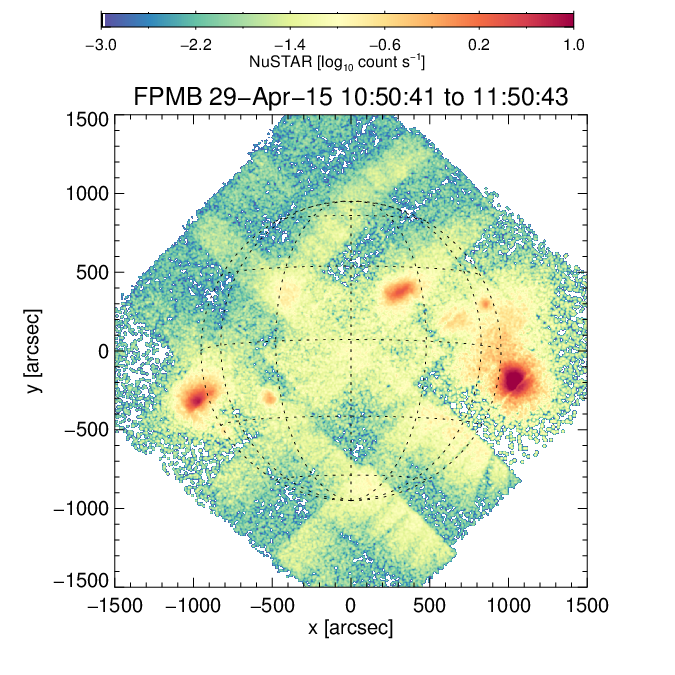 −3.0 −2.2 −1.4 −0.6 0.2 1.0
NuSTAR [log₁₀ count s⁻¹]
FPMB 29−Apr−15 10:50:41 to 11:50:43
1500
1000
500
0
−500
−1000
−1500
y [arcsec]
−1500 −1000 −500 0 500 1000 1500
x [arcsec]